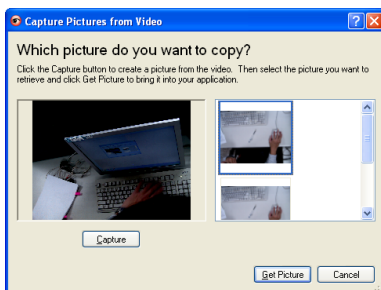 Capture Pictures from Video
Which picture do you want to copy?
Click the Capture button to create a picture from the video. Then select the picture you want to
retrieve and click Get Picture to bring it into your application.
Capture
Get Picture Cancel